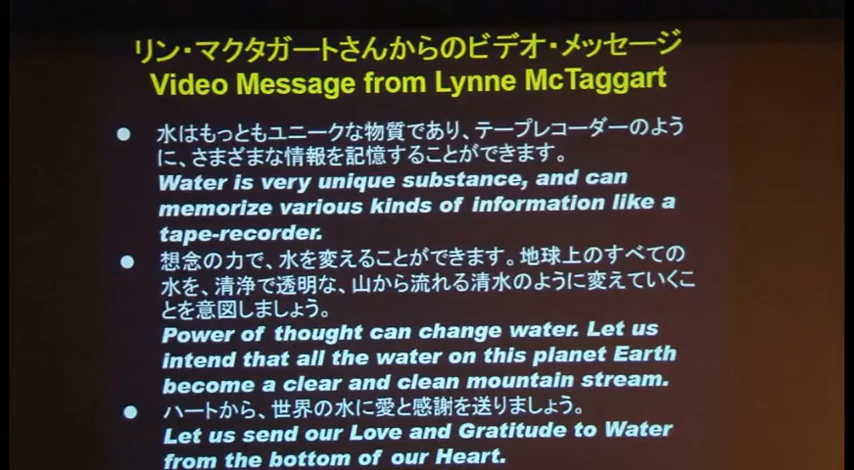 リン・マクタガートさんからのビデオ・メッセージ
Video Message from Lynne McTaggart
● 水はもっともユニークな物質であり、テープレコーダーのよう
に、さまざまな情報を記憶することができます。
Water is very unique substance, and can
memorize various kinds of information like a
tape-recorder.
● 想念の力で、水を変えることができます。地球上のすべての
水を、清浄で透明な、山から流れる清水のように変えていくこ
とを意図しましょう。
Power of thought can change water. Let us
intend that all the water on this planet Earth
become a clear and clean mountain stream.
● ハートから、世界の水に愛と感謝を送りましょう。
Let us send our Love and Gratitude to Water
from the bottom of our Heart.